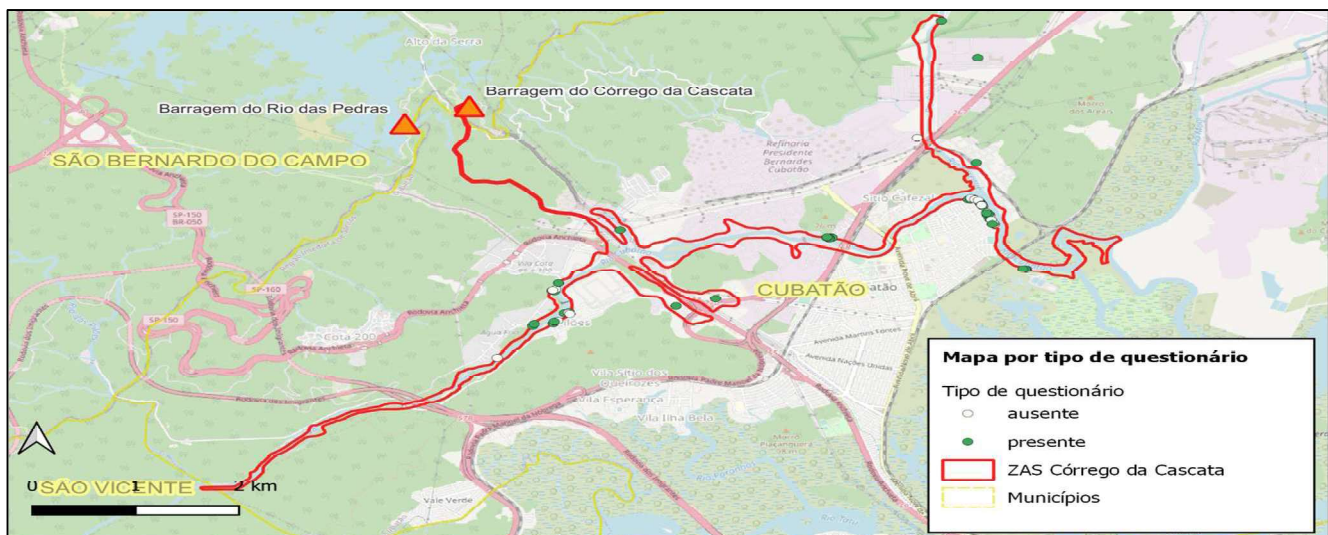 Alto da Serra
Barragem do Córrego da Cascata
Barragem do Rio das Pedras
SÃO BERNARDO DO CAMPO
Refinaria
Presidente
Bernardes
Cubatão
Sítio Cafezal
SP-150
BR-050
Rodovia Anchieta
SP-160
SP-150
Cota 200
CUBATÃO
Vila Sítio dos
Queirozes
Vila Esperança
Vila Ilha Bela
Avenida Martins Fontes
Avenida Nações Unidas
Vale Verde
SÃO VICENTE
0 1 2 km
Mapa por tipo de questionário
Tipo de questionário
ausente
presente
ZAS Córrego da Cascata
Municípios